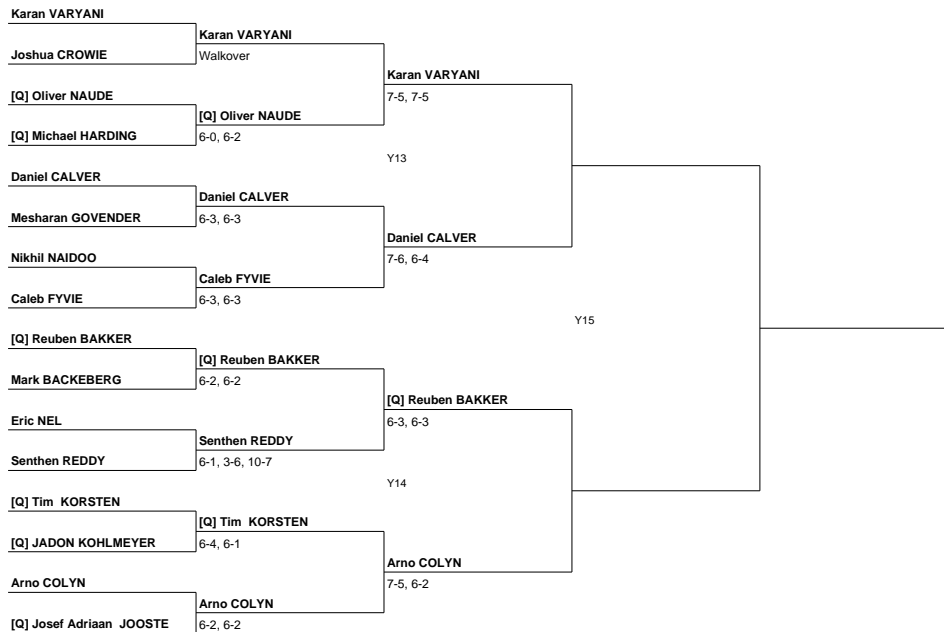 Karan VARYANI
Karan VARYANI
Joshua CROWIE
Walkover
Karan VARYANI
[Q] Oliver NAUDE
7-5, 7-5
[Q] Oliver NAUDE
[Q] Michael HARDING
6-0, 6-2
Y13
Daniel CALVER
Daniel CALVER
Mesharan GOVENDER
6-3, 6-3
Daniel CALVER
Nikhil NAIDOO
7-6, 6-4
Caleb FYVIE
Caleb FYVIE
6-3, 6-3
Y15
[Q] Reuben BAKKER
[Q] Reuben BAKKER
Mark BACKEBERG
6-2, 6-2
[Q] Reuben BAKKER
Eric NEL
6-3, 6-3
Senthen REDDY
Senthen REDDY
6-1, 3-6, 10-7
Y14
[Q] Tim  KORSTEN
[Q] Tim  KORSTEN
[Q] JADON KOHLMEYER
6-4, 6-1
Arno COLYN
Arno COLYN
7-5, 6-2
Arno COLYN
[Q] Josef Adriaan  JOOSTE
6-2, 6-2